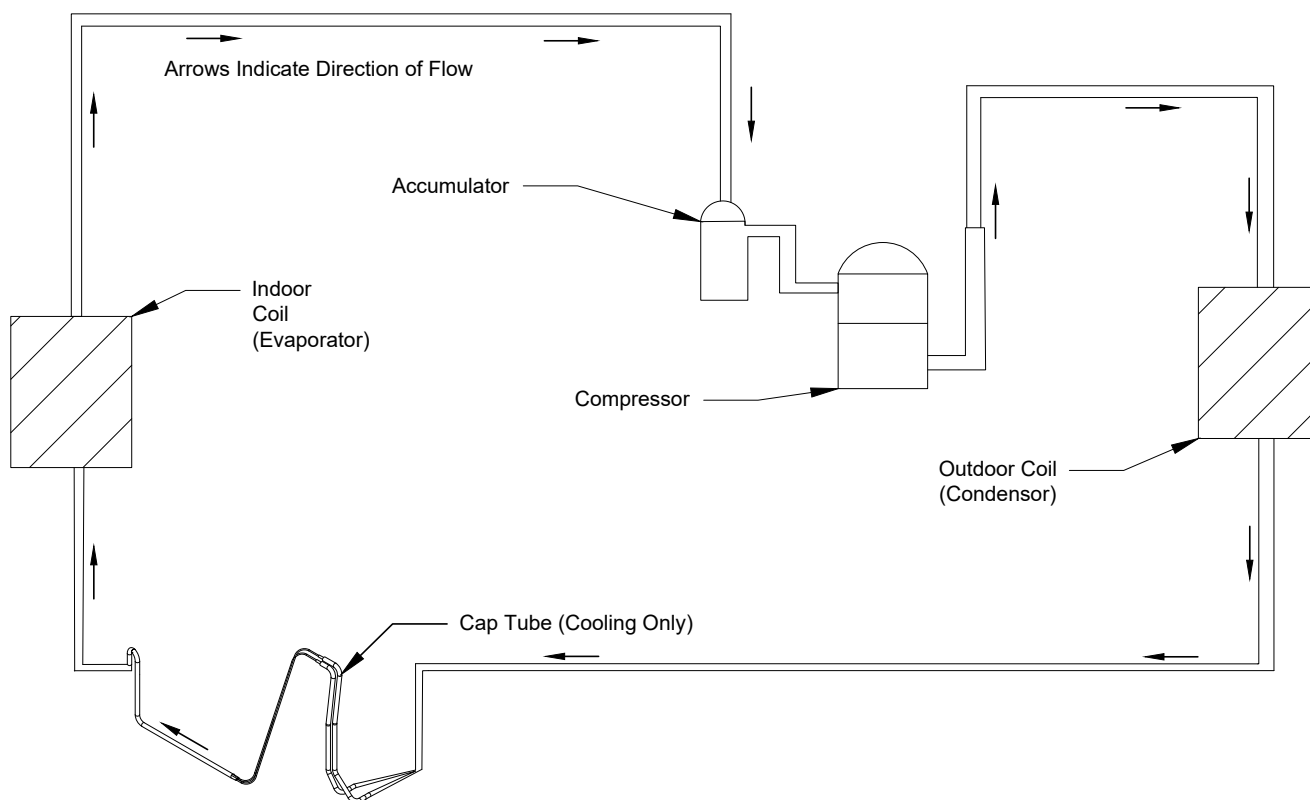 Arrows Indicate Direction of Flow
Accumulator
Indoor
Coil
(Evaporator)
Compressor
Outdoor Coil
(Condensor)
Cap Tube (Cooling Only)